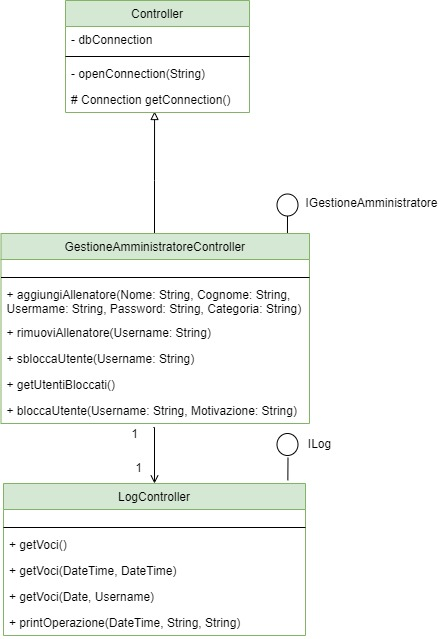 Controller
- dbConnection
- openConnection(String)
# Connection getConnection()
IGestioneAmministratore
GestioneAmministratoreController
+ aggiungiAllenatore(Nome: String, Cognome: String,
Username: String, Password: String, Categoria: String)
+ rimuoviAllenatore(Username: String)
+ sbloccaUtente(Username: String)
+ getUtentiBloccati()
+ bloccaUtente(Username: String, Motivazione: String)
1
ILog
1
LogController
+ getVoci()
+ getVoci(DateTime, DateTime)
+ getVoci(Date, Username)
+ printOperazione(DateTime, String, String)